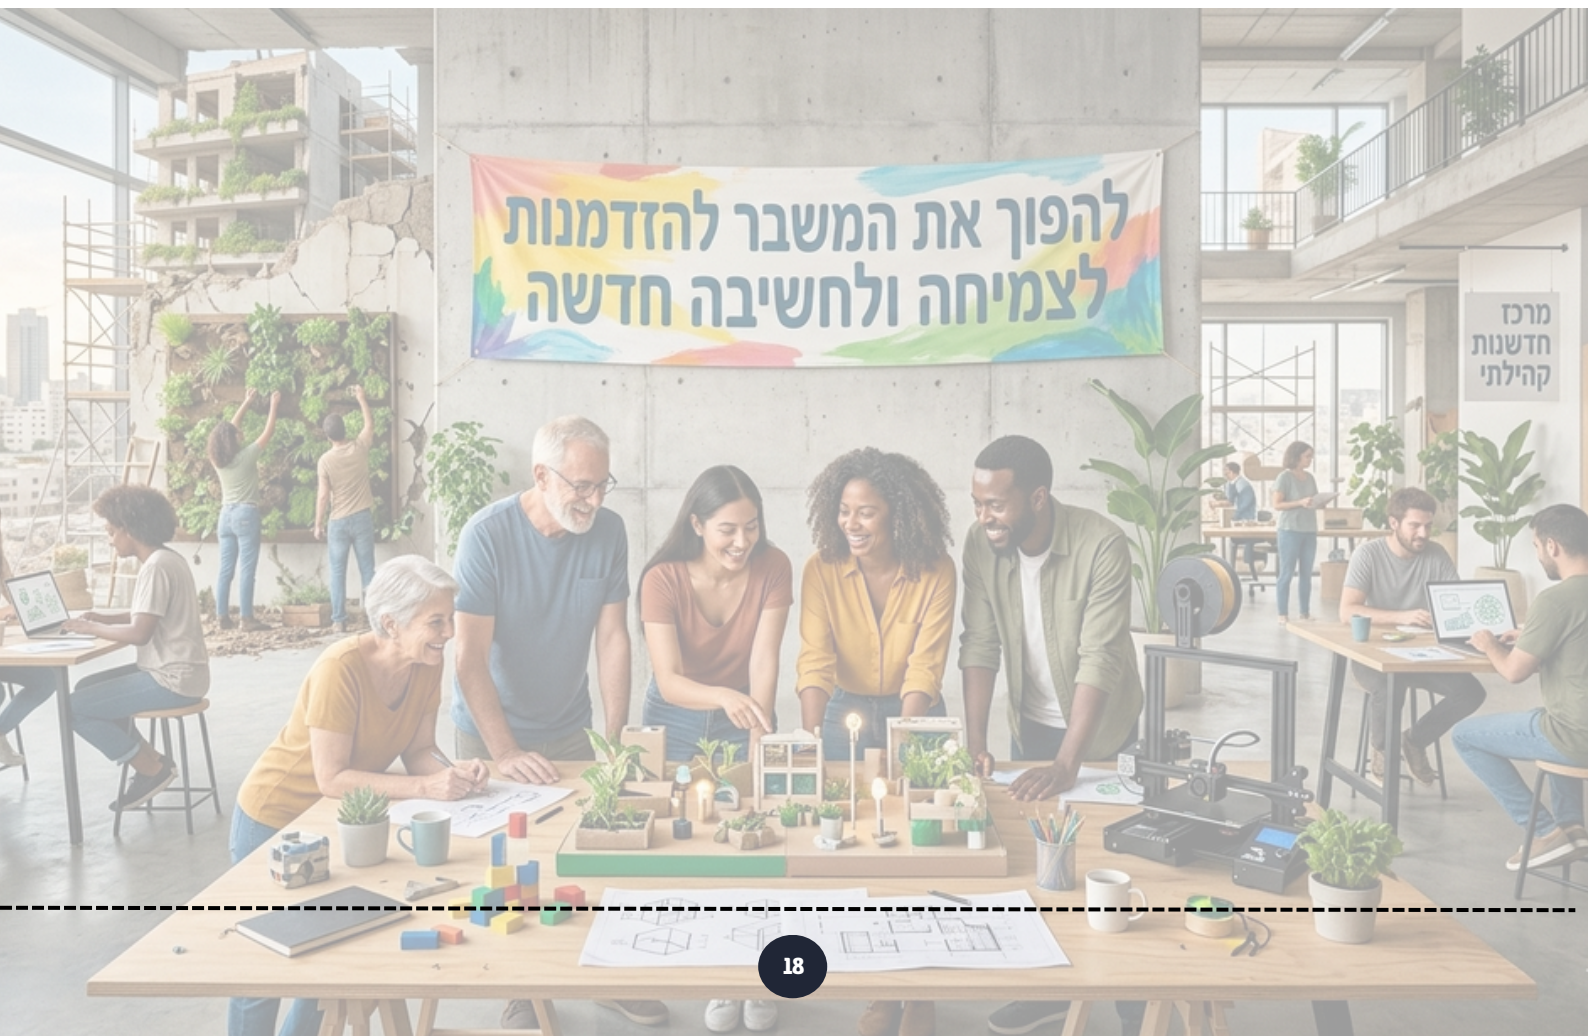 להפוך את המשבר להזדמנות
לצמיחה ולחשיבה חדשה
מרכז
חדשנות
קהילתי
18